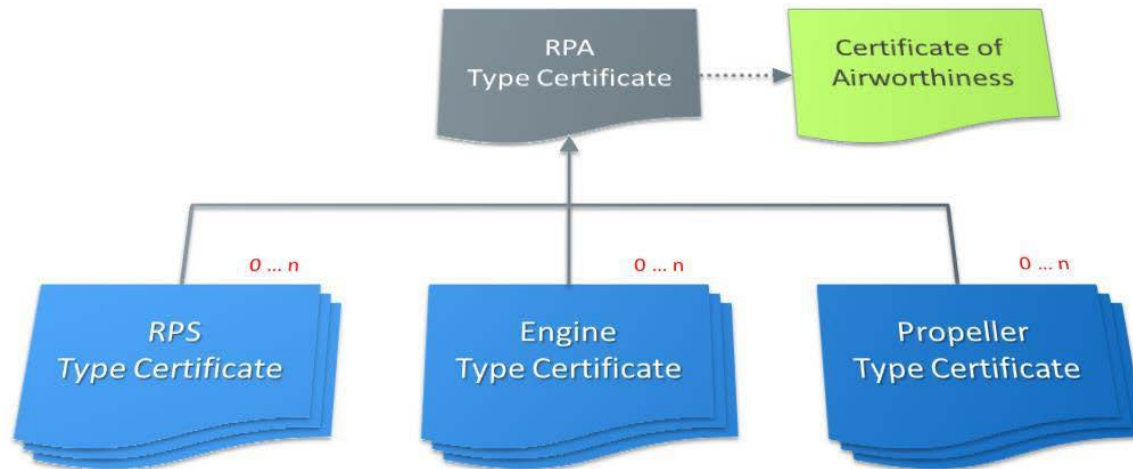 RPA
Type Certificate
Certificate of
Airworthiness
0 ... n
0 ... n
0 ... n
RPS
Type Certificate
Engine
Type Certificate
Propeller
Type Certificate